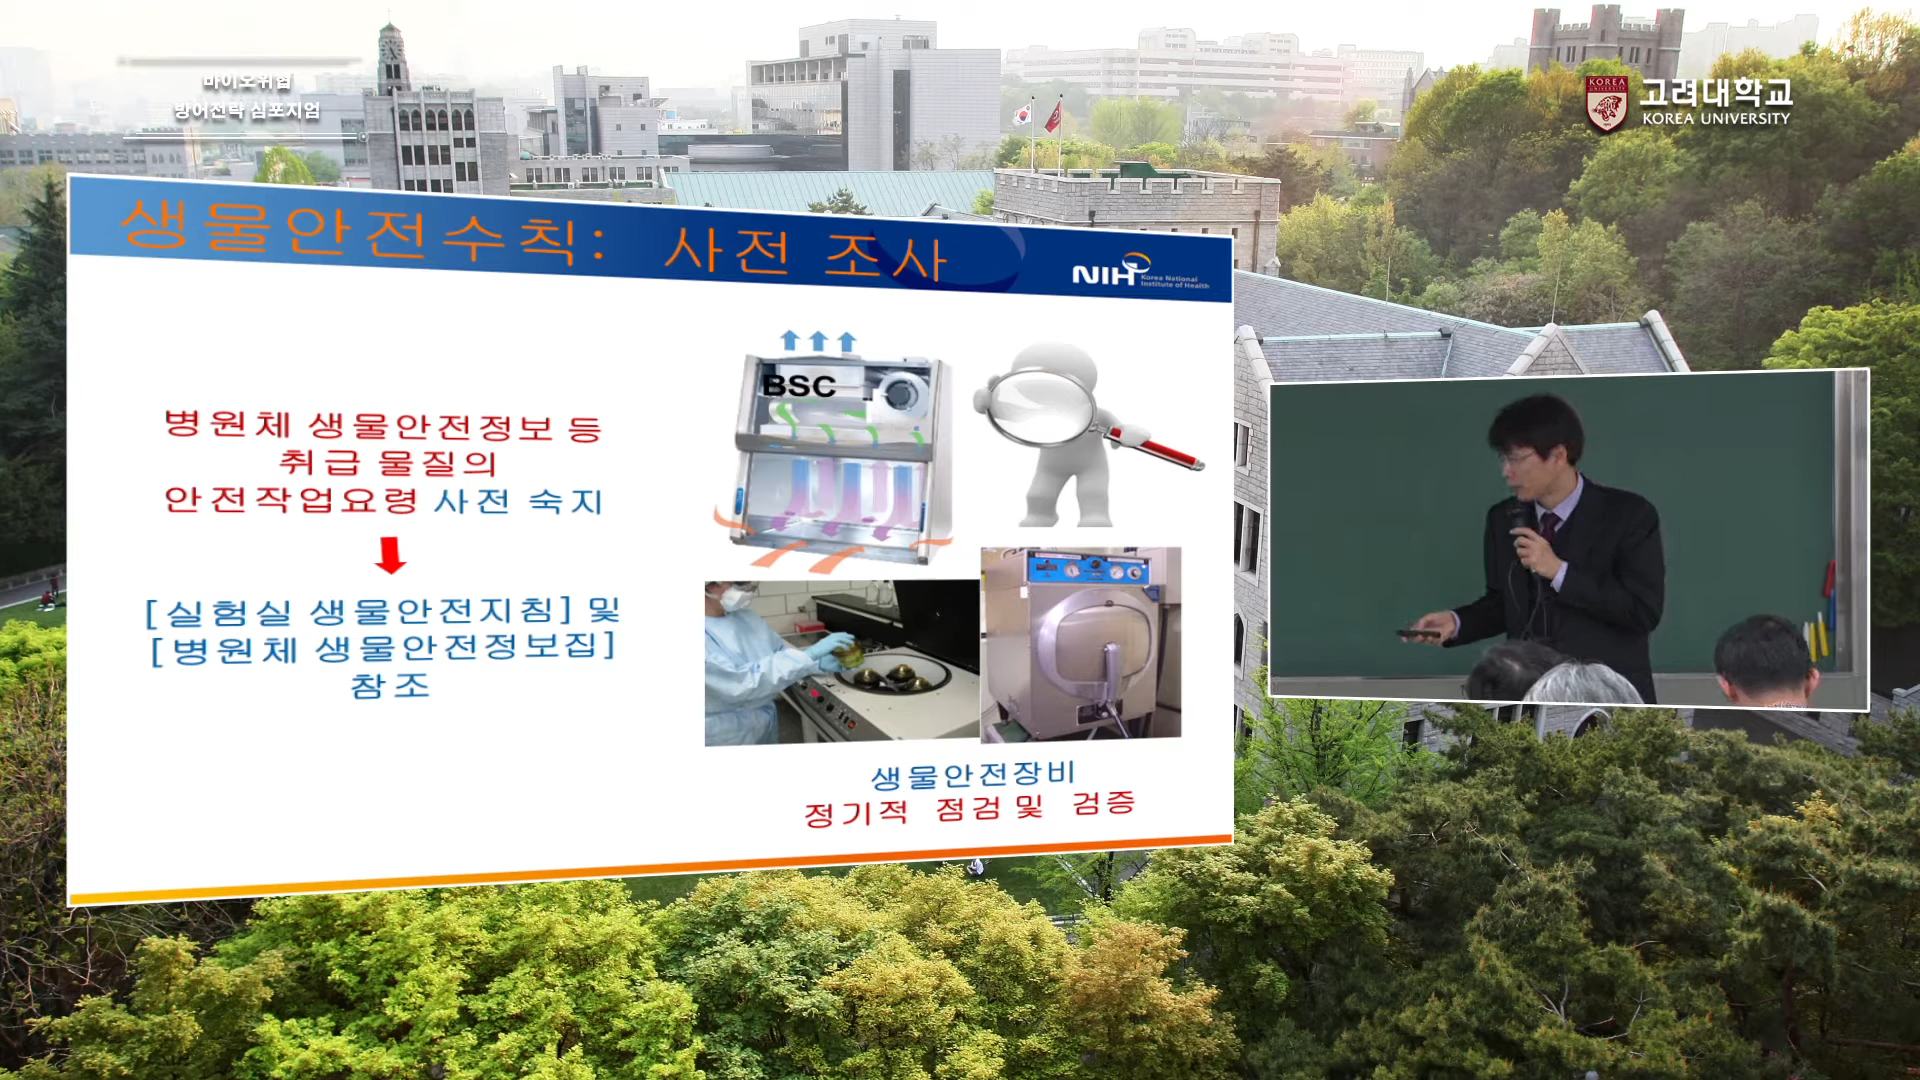 바이오위협
방어전략 심포지엄
KOREA
고려대학교
KOREA UNIVERSITY
생물안전수칙: 사전 조사
NIH Korea National
Institute of Health
BSC
병원체 생물안전정보 등
취급 물질의
안전작업요령 사전 숙지
[실험실 생물안전지침] 및
[병원체 생물안전정보집]
참조
생물안전장비
정기적 점검 및 검증